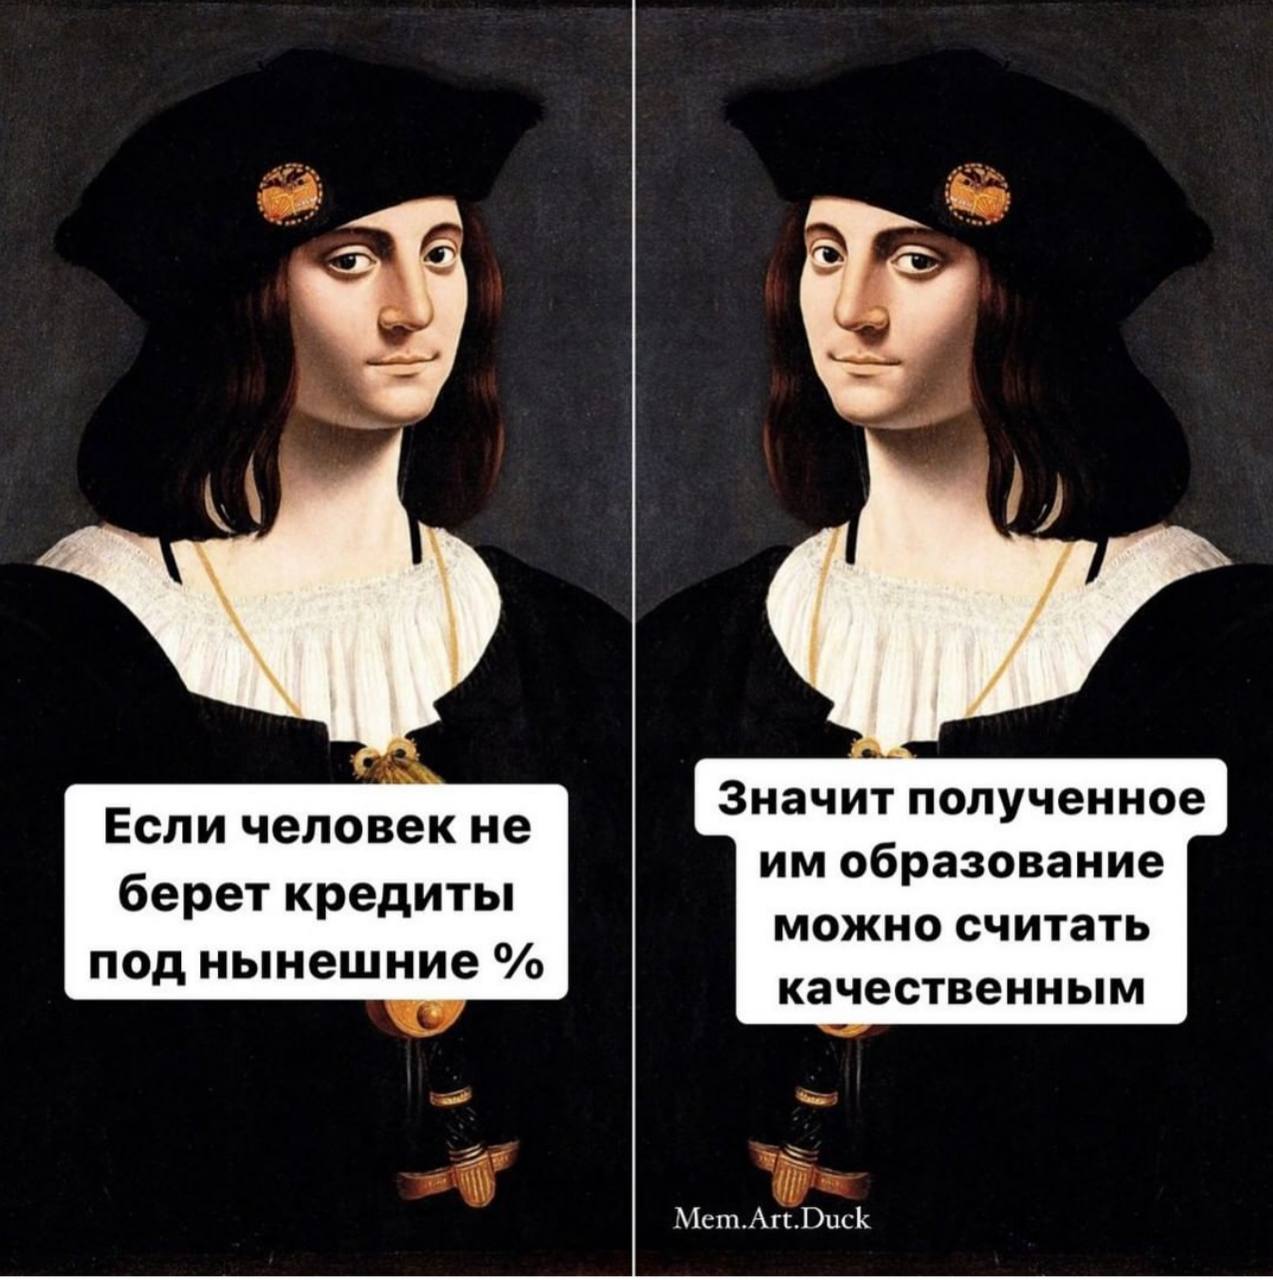 Если человек не
берет кредиты
под нынешние %
Значит полученное
им образование
можно считать
качественным
Mem.Art.Duck